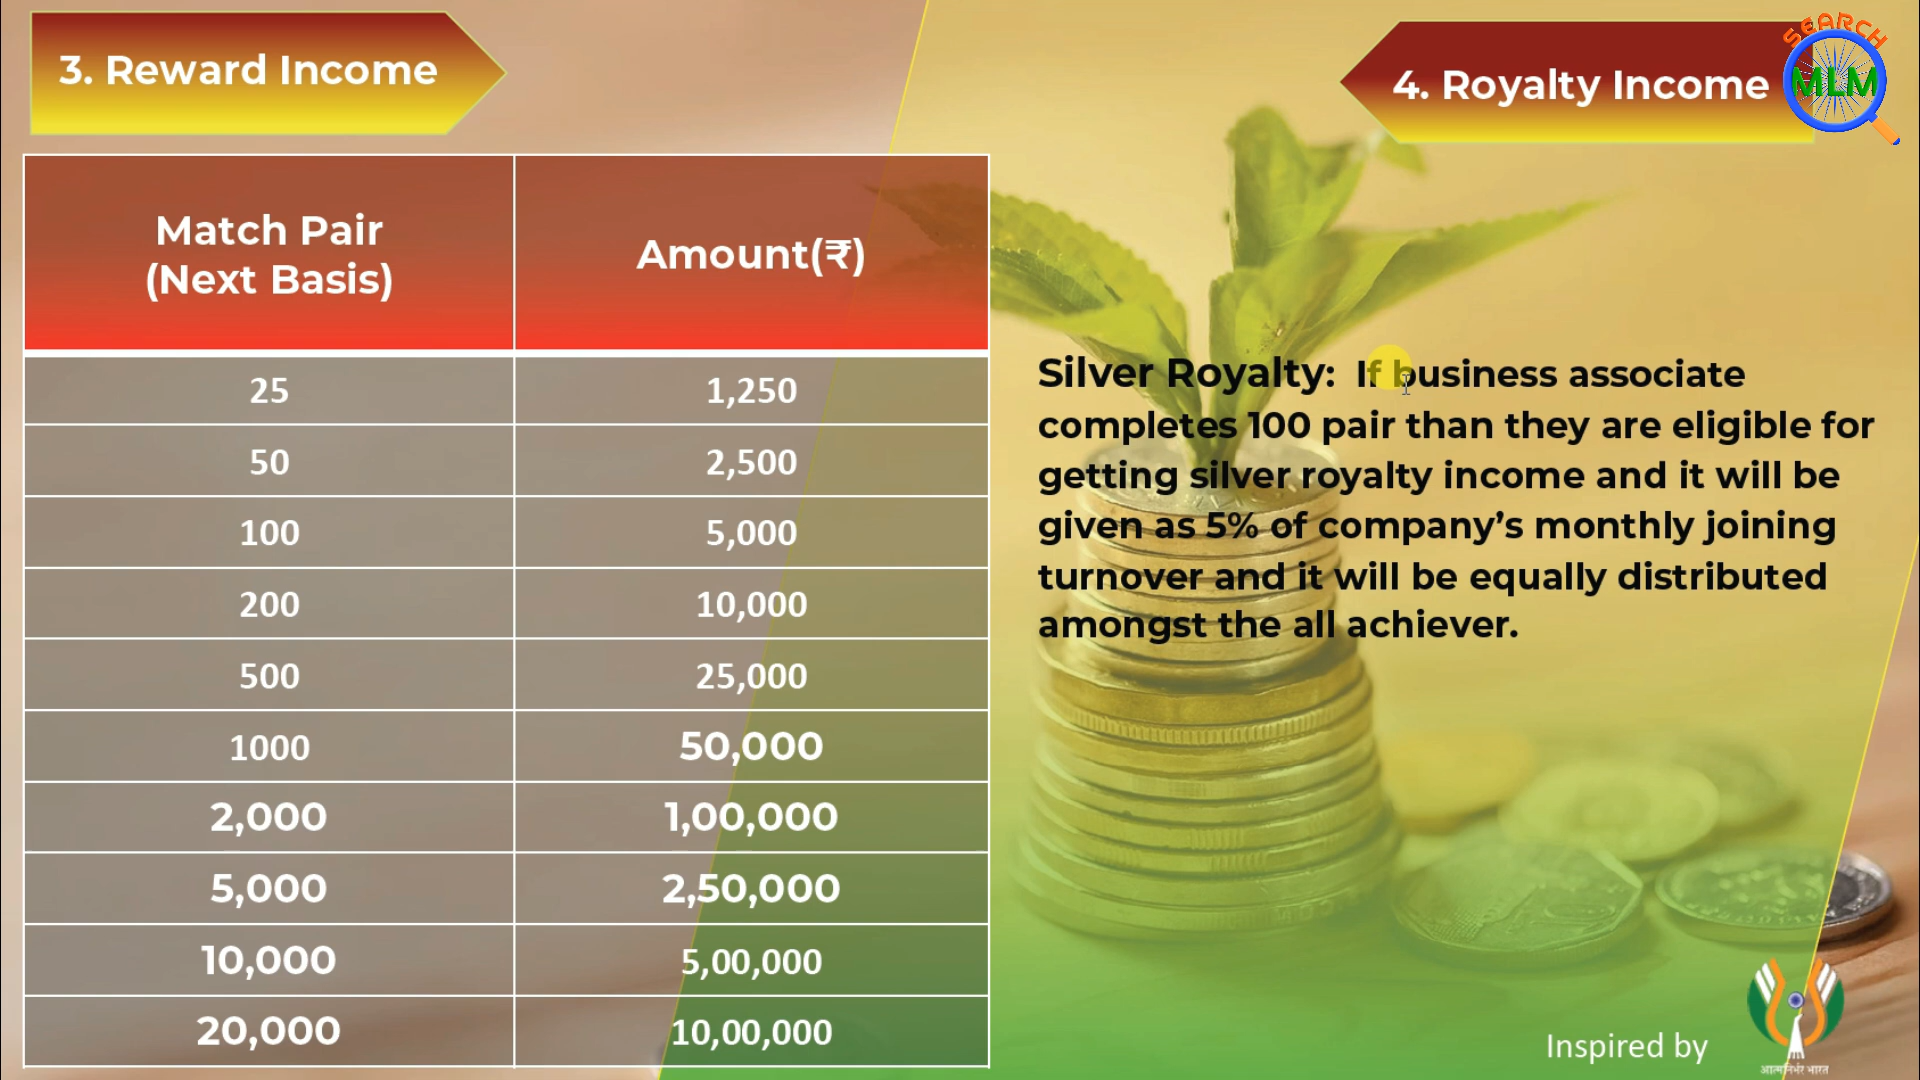 3. Reward Income
4. Royalty Income
SEARCH
MLM
Match Pair
(Next Basis)
Amount(₹)
25
1,250
50
2,500
100
5,000
200
10,000
500
25,000
1000
50,000
2,000
1,00,000
5,000
2,50,000
10,000
5,00,000
20,000
10,00,000
Silver Royalty: If business associate
completes 100 pair than they are eligible for
getting silver royalty income and it will be
given as 5% of company’s monthly joining
turnover and it will be equally distributed
amongst the all achiever.
Inspired by
आत्मनिर्भर भारत